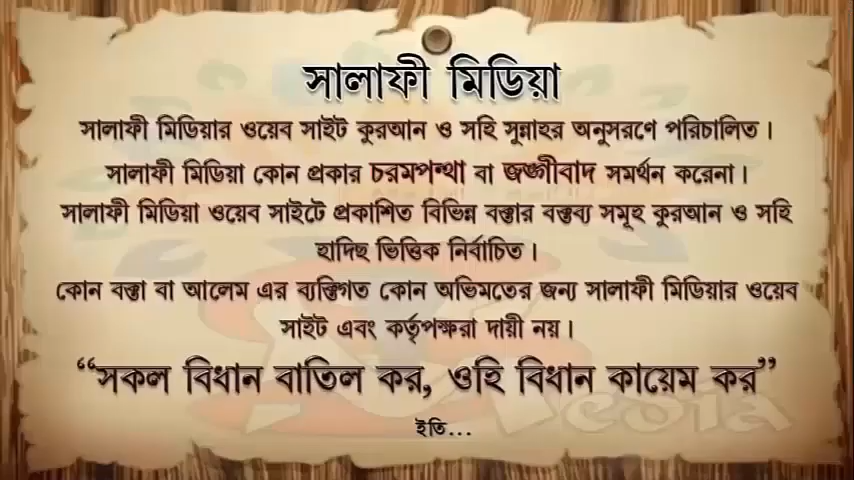 সালাফী মিডিয়া
সালাফী মিডিয়ার ওয়েব সাইট কুরআন ও সহি সুন্নাহর অনুসরণে পরিচালিত।
সালাফী মিডিয়া কোন প্রকার চরমপন্থা বা জঙ্গীবাদ সমর্থন করেনা।
সালাফী মিডিয়া ওয়েব সাইটে প্রকাশিত বিভিন্ন বক্তার বক্তব্য সমূহ কুরআন ও সহি
হাদিছ ভিত্তিক নির্বাচিত।
কোন বক্তা বা আলেম এর ব্যক্তিগত কোন অভিমতের জন্য সালাফী মিডিয়ার ওয়েব
সাইট এবং কর্তৃপক্ষরা দায়ী নয়।
“সকল বিধান বাতিল কর, ওহি বিধান কায়েম কর”
ইতি...